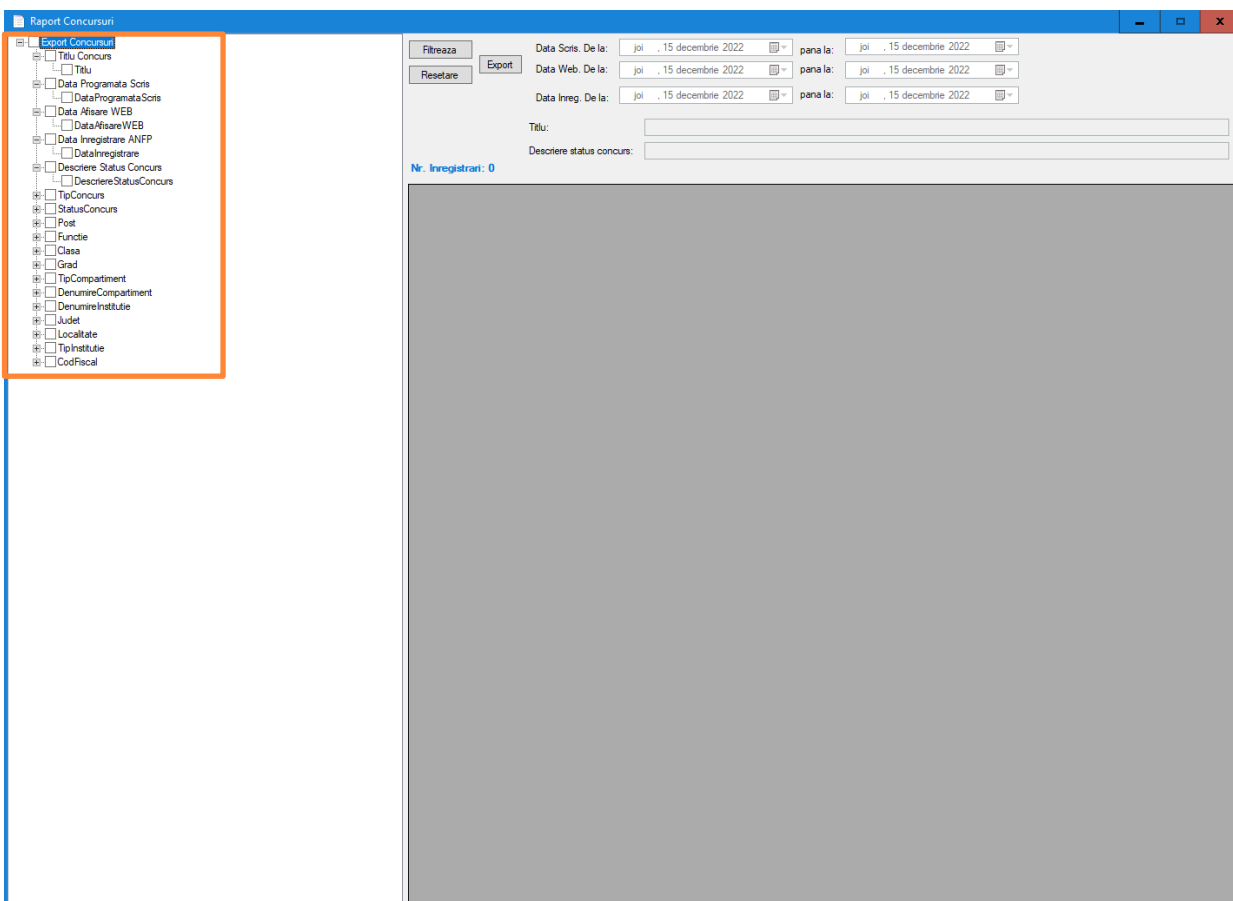 Raport Concursuri
Export Concursuri
Titlu Concurs
Titlu
Data Programata Scris
DataProgramataScris
Data Afisare WEB
DataAfisareWEB
Data Inregistrare ANFP
DataInregistrare
Descriere Status Concurs
DescriereStatusConcurs
TipConcurs
StatusConcurs
Post
Functie
Clasa
Grad
TipCompartiment
DenumireCompartiment
DenumireInstitutie
Judet
Localitate
TipInstitutie
CodFiscal
Filtreaza
Resetare
Export
Data Scris. De la: joi , 15 decembrie 2022 pana la: joi , 15 decembrie 2022
Data Web. De la: joi , 15 decembrie 2022 pana la: joi , 15 decembrie 2022
Data Inreg. De la: joi , 15 decembrie 2022 pana la: joi , 15 decembrie 2022
Titlu:
Descriere status concurs:
Nr. Inregistrari: 0